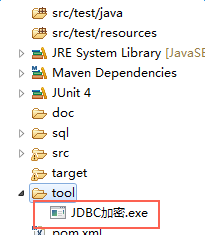 src/test/java
src/test/resources
JRE System Library [JavaSE
Maven Dependencies
JUnit 4
doc
sql
src
target
tool
JDBC加密.exe
pom.xml